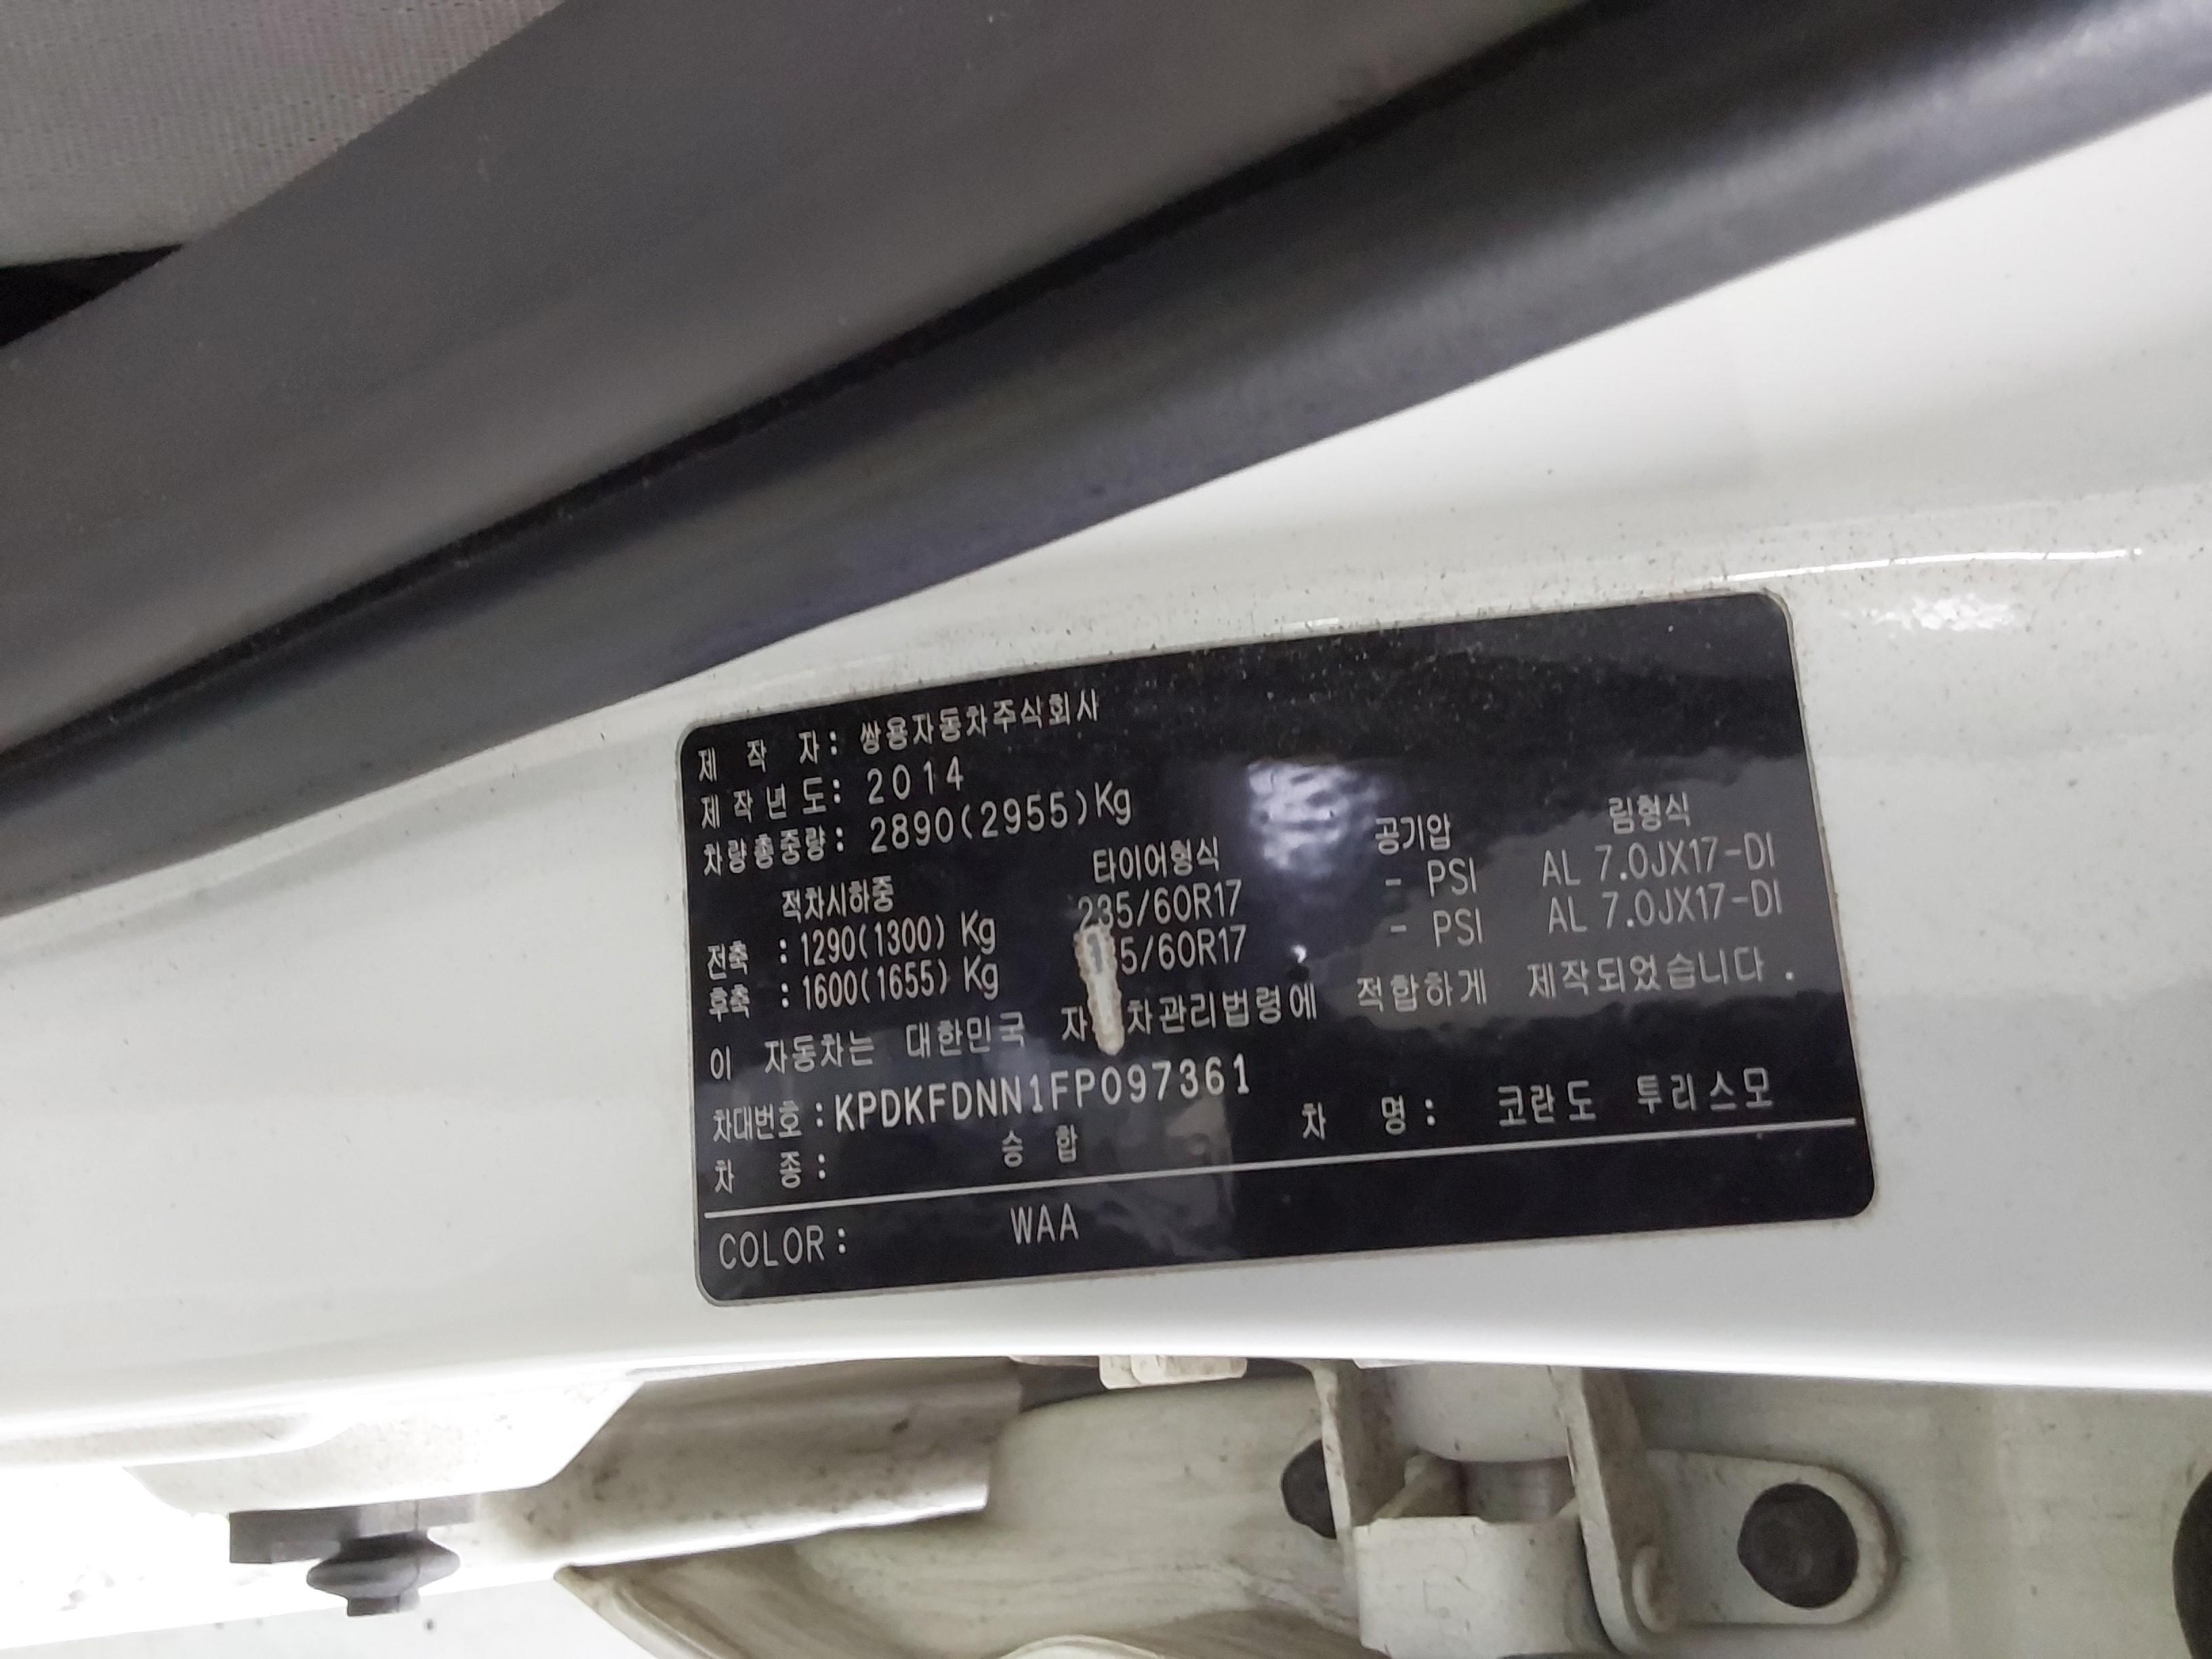 제 작 자: 쌍용자동차주식회사
제작년도: 2014
차량총중량: 2890(2955)Kg
적차시하중 타이어형식 공기압 림형식
전축 : 1290(1300) Kg 235/60R17 - PSI AL 7.0JX17-DI
후축 : 1600(1655) Kg 5/60R17 - PSI AL 7.0JX17-DI
이 자동차는 대한민국 자 차관리법령에 적합하게 제작되었습니다.
차대번호: KPDKFDNN1FP097361
차 종: 승 합 차 명: 코란도 투리스모
COLOR: WAA